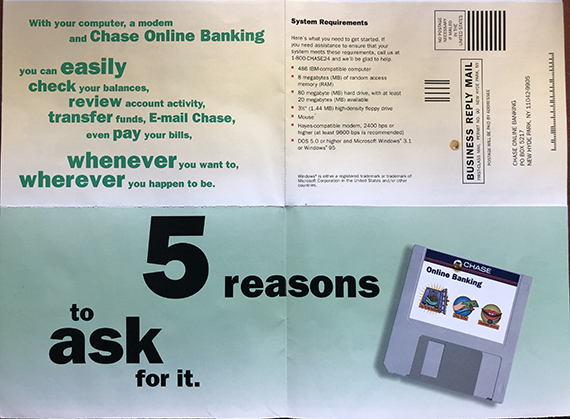 With your computer, a modem
and Chase Online Banking
you can easily
check your balances,
review account activity,
transfer funds, E-mail Chase,
even pay your bills,
whenever you want to,
wherever you happen to be.
System Requirements
Here's what you need to get started. If
you need assistance to ensure that your
system meets these requirements, call us at
1-800-CHASE24 and we'll be glad to help.
486 IBM-compatible computer
8 megabytes (MB) of random access
memory (RAM)
80 megabyte (MB) hard drive, with at least
20 megabytes (MB) available
3½" (1.44 MB) high-density floppy drive
Mouse
Hayes-compatible modem, 2400 bps or
higher (at least 9600 bps is recommended)
DOS 5.0 or higher and Microsoft Windows® 3.1
or Windows® 95
Windows® is either a registered trademark or trademark of
Microsoft Corporation in the United States and/or other
countries.
NO POSTAGE
NECESSARY
IF MAILED
IN THE
UNITED STATES
BUSINESS REPLY MAIL
FIRST-CLASS MAIL PERMIT NO. 90 NEW HYDE PARK, NY
POSTAGE WILL BE PAID BY ADDRESSEE
CHASE ONLINE BANKING
PO BOX 5217
NEW HYDE PARK, NY 11042-9905
5 reasons
to
ask
for it.
CHASE
Online Banking